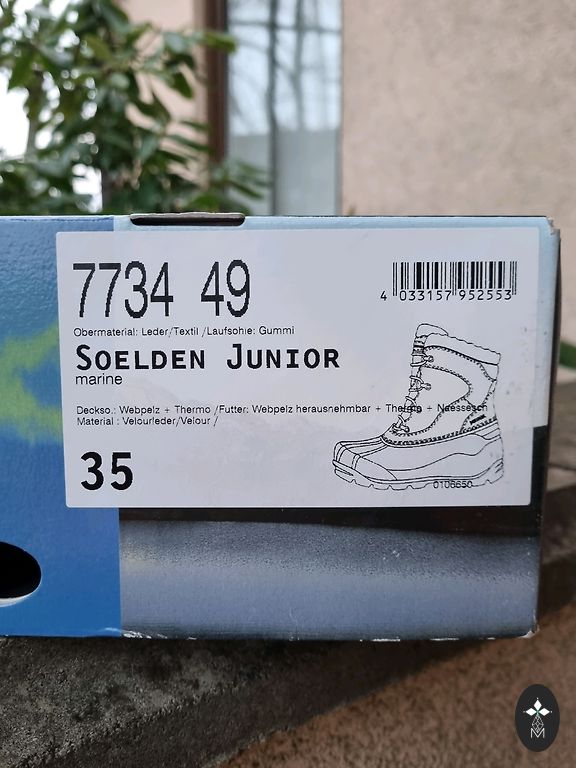 7734 49
4 033157 952553
Obermaterial: Leder/Textil /Laufsohle: Gummi
SOELDEN JUNIOR
marine
Deckso.: Webpelz + Thermo /Futter: Webpelz herausnehmbar + Thermo + Naessesch
Material : Velourleder/Velour /
35
0106650
M